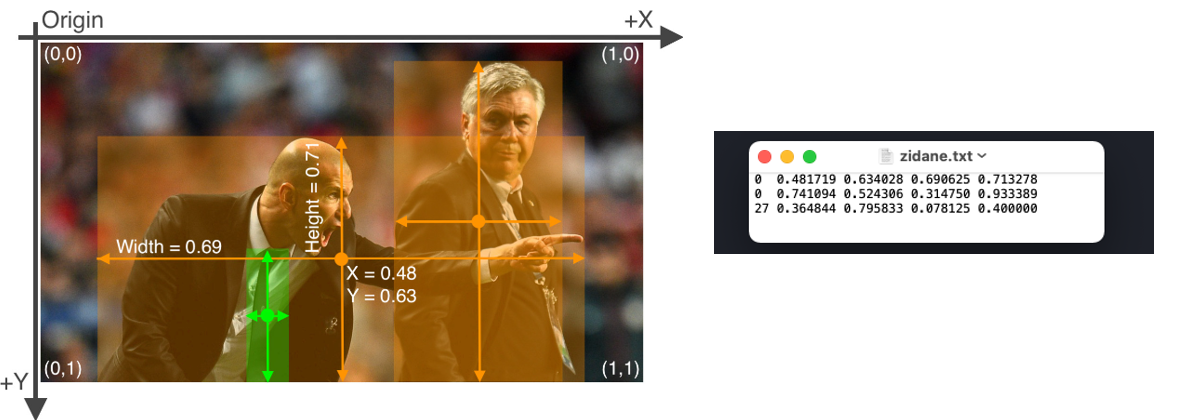 Origin
+X
(0,0)
(1,0)
Height = 0.71
Width = 0.69
X = 0.48
Y = 0.63
(0,1)
(1,1)
+Y
zidane.txt
0 0.481719 0.634028 0.690625 0.713278
0 0.741094 0.524306 0.314750 0.933389
27 0.364844 0.795833 0.078125 0.400000